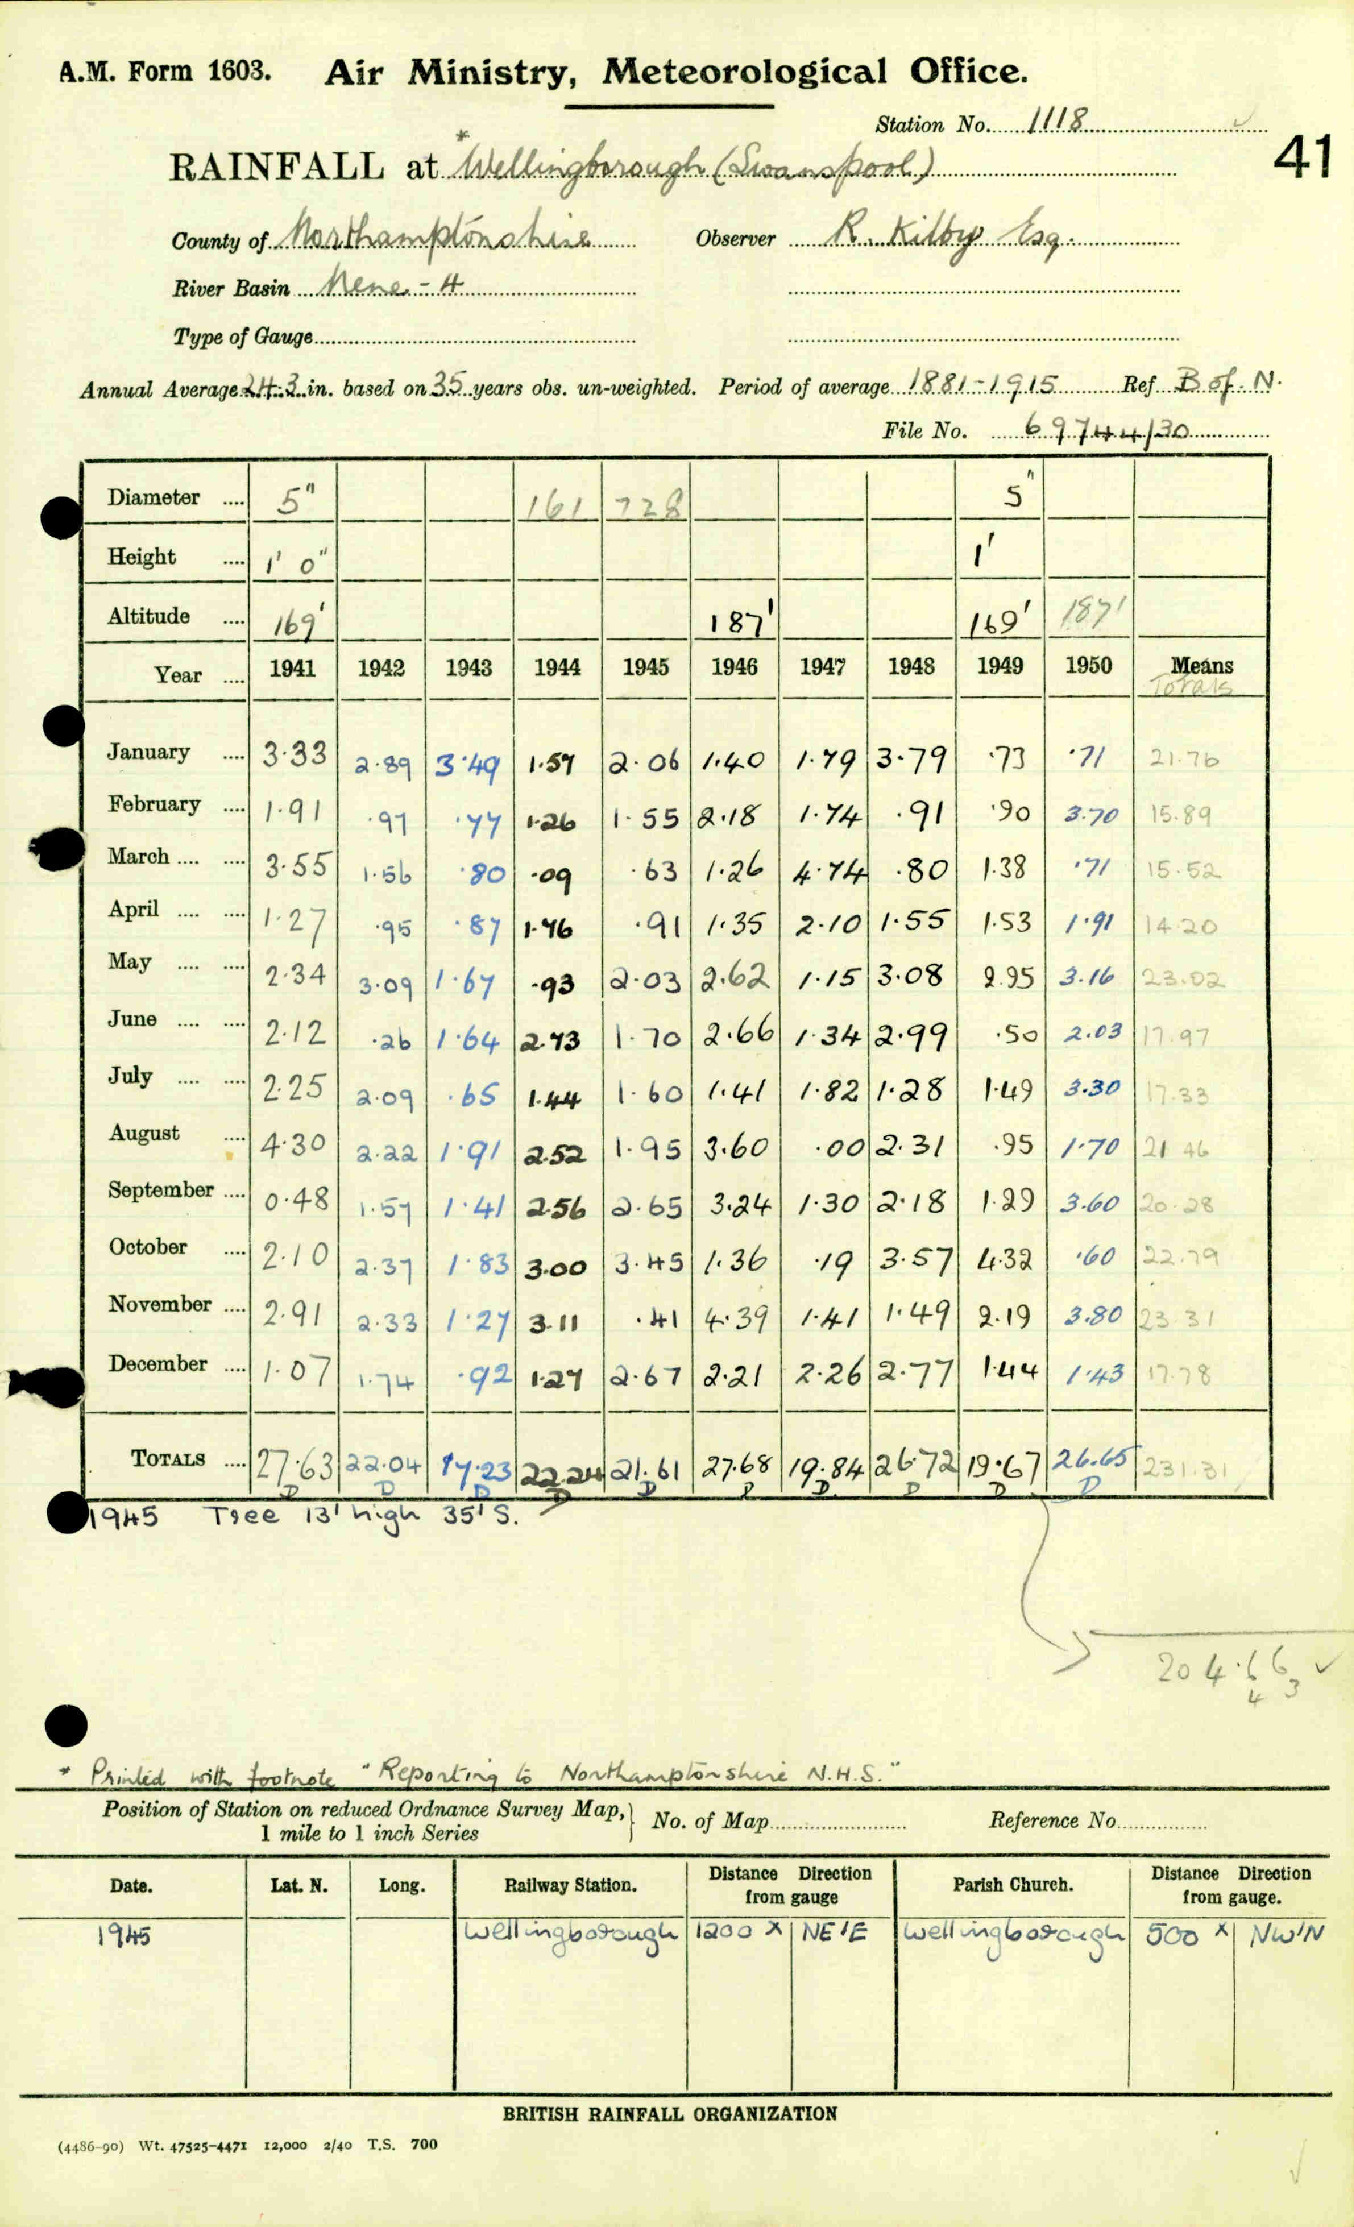 A.M. Form 1603. Air Ministry, Meteorological Office.
Station No. 1118 ✓
41
RAINFALL at *Wellingborough (Swanspool)
County of Northamptonshire Observer R. Kilby Esq.
River Basin Nene - 4
Type of Gauge
Annual Average 24.3 in. based on 35 years obs. un-weighted. Period of average 1881-1915 Ref B of N.
File No. 69744/30
Diameter .... 5" 161 728 5"
Height .... 1' 0" 1'
Altitude .... 169' 187' 169' 187'
Year .... 1941 1942 1943 1944 1945 1946 1947 1948 1949 1950 Means
Totals
January .... 3.33 2.89 3.49 1.57 2.06 1.40 1.79 3.79 .73 .71 21.76
February .... 1.91 .97 .77 1.26 1.55 2.18 1.74 .91 .90 3.70 15.89
March .... .... 3.55 1.56 .80 .09 .63 1.26 4.74 .80 1.38 .71 15.52
April .... .... 1.27 .95 .87 1.76 .91 1.35 2.10 1.55 1.53 1.91 14.20
May .... .... 2.34 3.09 1.67 .93 2.03 2.62 1.15 3.08 2.95 3.16 23.02
June .... .... 2.12 .26 1.64 2.73 1.70 2.66 1.34 2.99 .50 2.03 17.97
July .... .... 2.25 2.09 .65 1.44 1.60 1.41 1.82 1.28 1.49 3.30 17.33
August .... 4.30 2.22 1.91 2.52 1.95 3.60 .00 2.31 .95 1.70 21.46
September .... 0.48 1.57 1.41 2.56 2.65 3.24 1.30 2.18 1.29 3.60 20.28
October .... 2.10 2.37 1.83 3.00 3.45 1.36 .19 3.57 4.32 .60 22.79
November .... 2.91 2.33 1.27 3.11 .41 4.39 1.41 1.49 2.19 3.80 23.31
December .... 1.07 1.74 .92 1.27 2.67 2.21 2.26 2.77 1.44 1.43 17.78
TOTALS .... 27.63 22.04 17.23 22.24 21.61 27.68 19.84 26.72 19.67 26.65 231.31
D D D D D D D D D D
1945 Tree 13' high 35' S.
204.66 ✓
4 3
* Printed with footnote "Reporting to Northamptonshire N.H.S."
Position of Station on reduced Ordnance Survey Map, 1 mile to 1 inch Series } No. of Map Reference No
Date. Lat. N. Long. Railway Station. Distance from gauge Direction Parish Church. Distance from gauge. Direction
1945 Wellingborough 1200 x NE'E Wellingborough 500 x NW'N
BRITISH RAINFALL ORGANIZATION
(4486-90) Wt. 47525-4471 12,000 2/40 T.S. 700